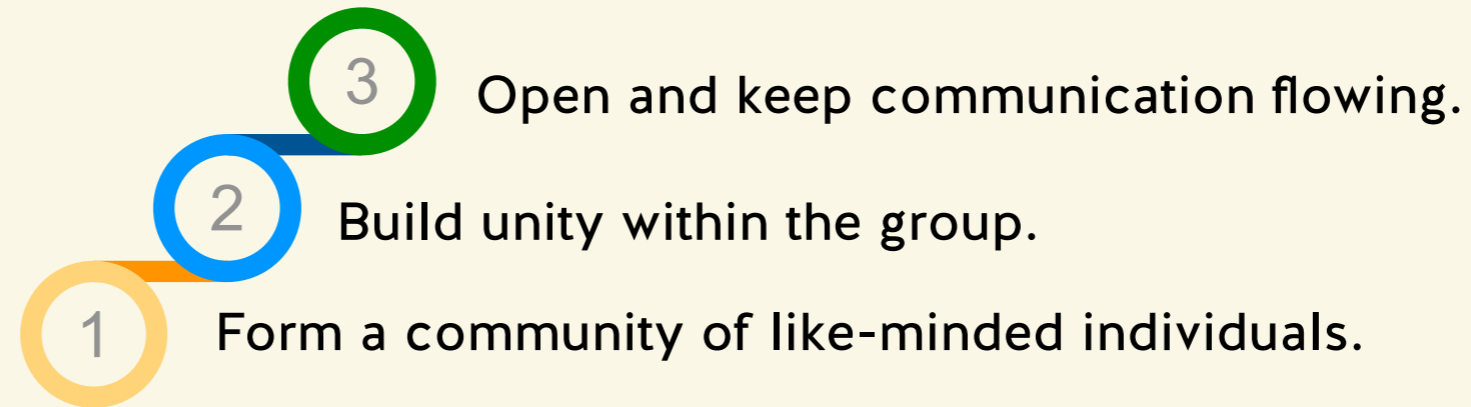 3 Open and keep communication flowing.
2 Build unity within the group.
1 Form a community of like-minded individuals.